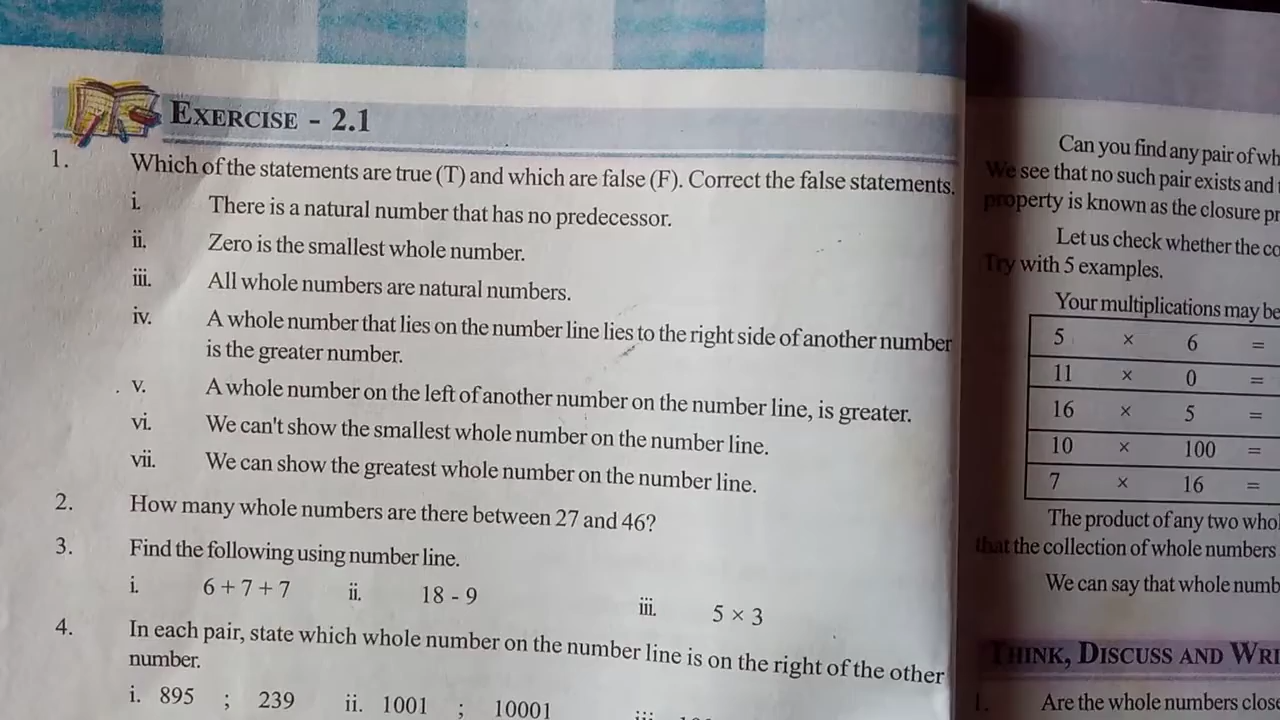 EXERCISE - 2.1
1. Which of the statements are true (T) and which are false (F). Correct the false statements.
i. There is a natural number that has no predecessor.
ii. Zero is the smallest whole number.
iii. All whole numbers are natural numbers.
iv. A whole number that lies on the number line lies to the right side of another number
is the greater number.
v. A whole number on the left of another number on the number line, is greater.
vi. We can't show the smallest whole number on the number line.
vii. We can show the greatest whole number on the number line.
2. How many whole numbers are there between 27 and 46?
3. Find the following using number line.
i. 6 + 7 + 7 ii. 18 - 9 iii. 5 × 3
4. In each pair, state which whole number on the number line is on the right of the other
number.
i. 895 ; 239 ii. 1001 ; 10001 iii.
Can you find any pair of wh
We see that no such pair exists and
property is known as the closure pr
Let us check whether the co
Try with 5 examples.
Your multiplications may be
5 × 6 =
11 × 0 =
16 × 5 =
10 × 100 =
7 × 16 =
The product of any two who
that the collection of whole numbers
We can say that whole numb
THINK, DISCUSS AND WRI
1. Are the whole numbers close